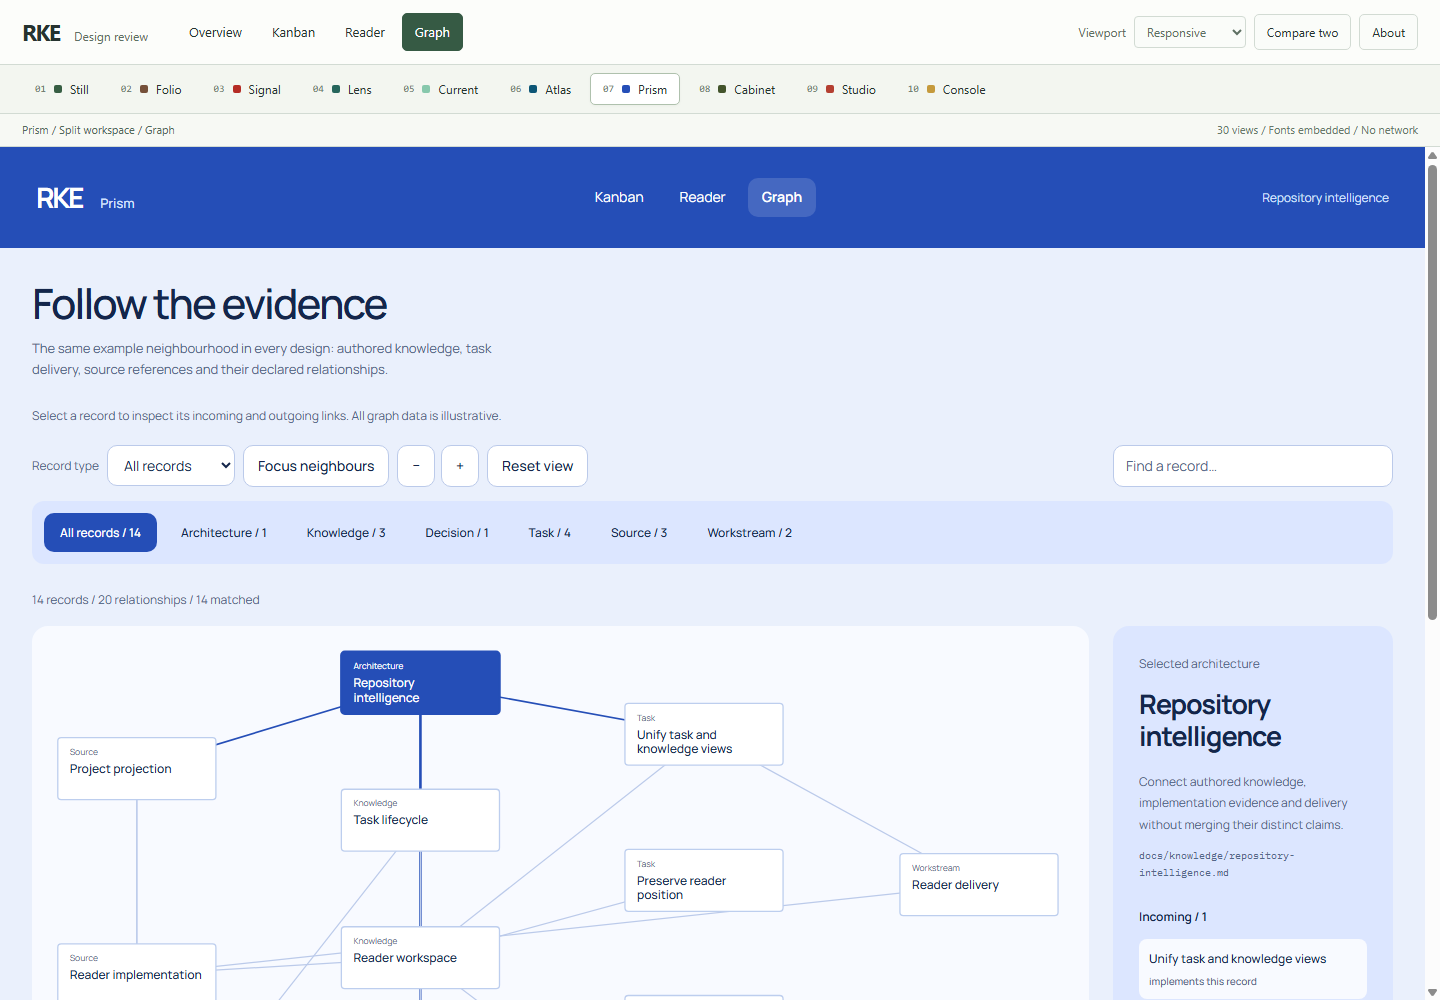 RKE Design review Overview Kanban Reader Graph Viewport Responsive Compare two About
01 Still 02 Folio 03 Signal 04 Lens 05 Current 06 Atlas 07 Prism 08 Cabinet 09 Studio 10 Console
Prism / Split workspace / Graph 30 views / Fonts embedded / No network
RKE Prism Kanban Reader Graph Repository intelligence
Follow the evidence
The same example neighbourhood in every design: authored knowledge, task
delivery, source references and their declared relationships.
Select a record to inspect its incoming and outgoing links. All graph data is illustrative.
Record type All records Focus neighbours − + Reset view Find a record...
All records / 14 Architecture / 1 Knowledge / 3 Decision / 1 Task / 4 Source / 3 Workstream / 2
14 records / 20 relationships / 14 matched
Architecture
Repository
intelligence
Task
Unify task and
knowledge views
Source
Project projection
Knowledge
Task lifecycle
Task
Preserve reader
position
Workstream
Reader delivery
Knowledge
Reader workspace
Source
Reader implementation
Selected architecture
Repository
intelligence
Connect authored knowledge,
implementation evidence and delivery
without merging their distinct claims.
docs/knowledge/repository-
intelligence.md
Incoming / 1
Unify task and knowledge views
implements this record